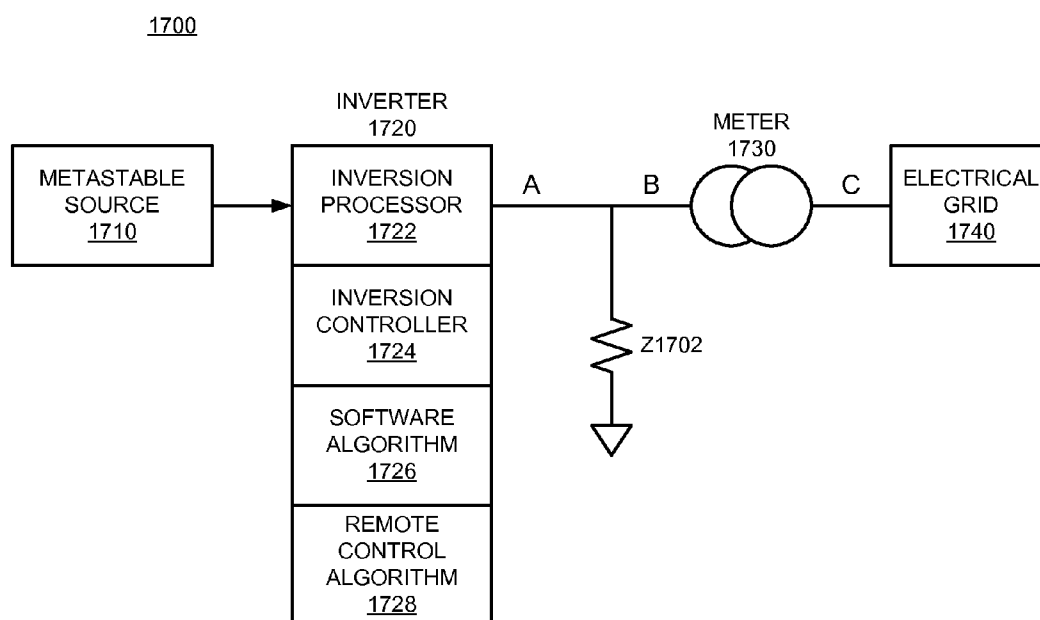 1700
INVERTER
1720
METER
1730
METASTABLE
SOURCE
1710
INVERSION
PROCESSOR
1722
A
B
C
ELECTRICAL
GRID
1740
INVERSION
CONTROLLER
1724
Z1702
SOFTWARE
ALGORITHM
1726
REMOTE
CONTROL
ALGORITHM
1728